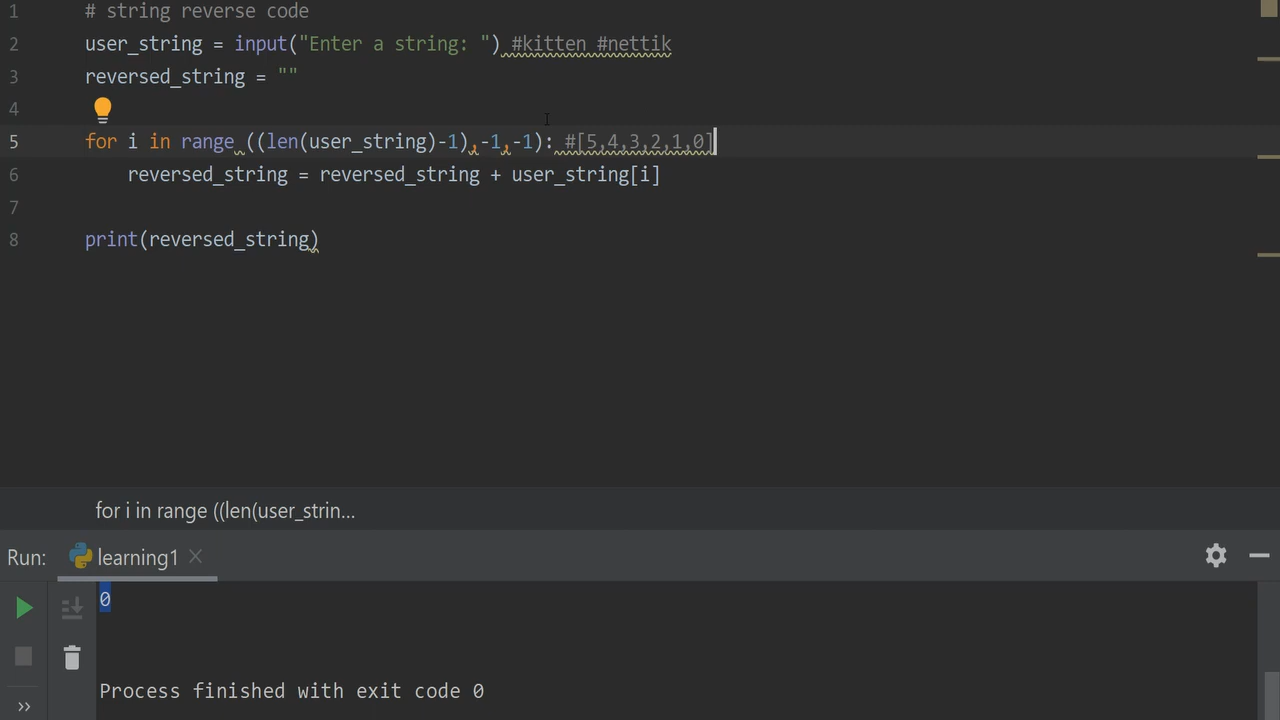 1 # string reverse code
2 user_string = input("Enter a string: ") #kitten #nettik
3 reversed_string = ""
4
5 for i in range ((len(user_string)-1),-1,-1): #[5,4,3,2,1,0]
6     reversed_string = reversed_string + user_string[i]
7
8 print(reversed_string)
for i in range ((len(user_strin...
Run: learning1
0
Process finished with exit code 0